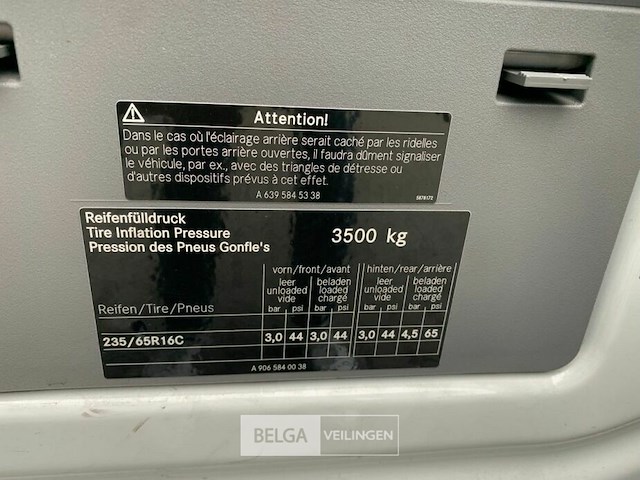 Attention!
Dans le cas où l'éclairage arrière serait caché par les ridelles
ou par les portes arrière ouvertes, il faudra dûment signaliser
le véhicule, par ex., avec des triangles de détresse ou
d'autres dispositifs prévus à cet effet.
A 639 584 53 38
5878172
Reifenfülldruck
Tire Inflation Pressure
Pression des Pneus Gonfle's
3500 kg
vorn/front/avant hinten/rear/arrière
leer beladen leer beladen
unloaded loaded unloaded loaded
vide chargé vide chargé
Reifen/Tire/Pneus bar psi bar psi bar psi bar psi
235/65R16C 3,0 44 3,0 44 3,0 44 4,5 65
A 906 584 00 38
BELGA VEILINGEN